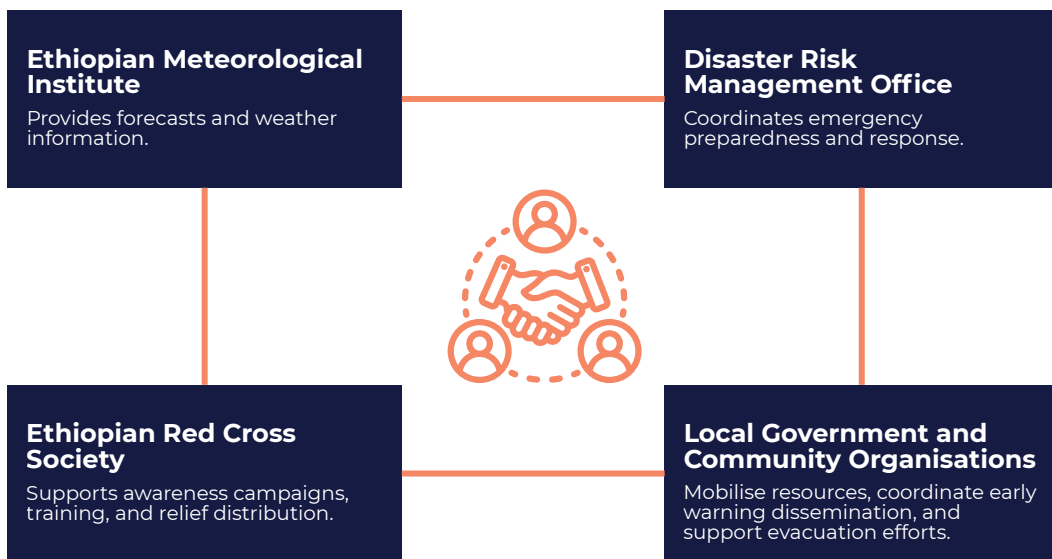 Ethiopian Meteorological
Institute
Provides forecasts and weather
information.
Disaster Risk
Management Office
Coordinates emergency
preparedness and response.
Ethiopian Red Cross
Society
Supports awareness campaigns,
training, and relief distribution.
Local Government and
Community Organisations
Mobilise resources, coordinate early
warning dissemination, and
support evacuation efforts.